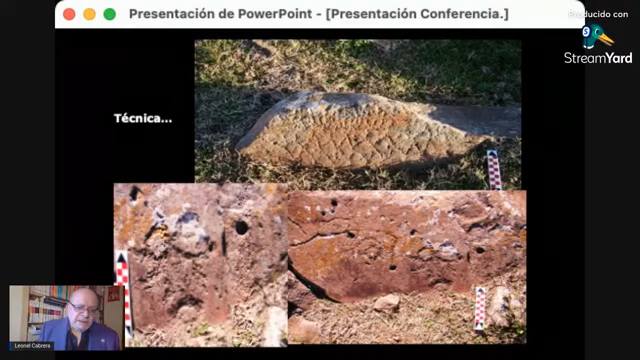 Presentación de PowerPoint - [Presentación Conferencia.]
Producido con
StreamYard
Técnica...
Leonel Cabrera